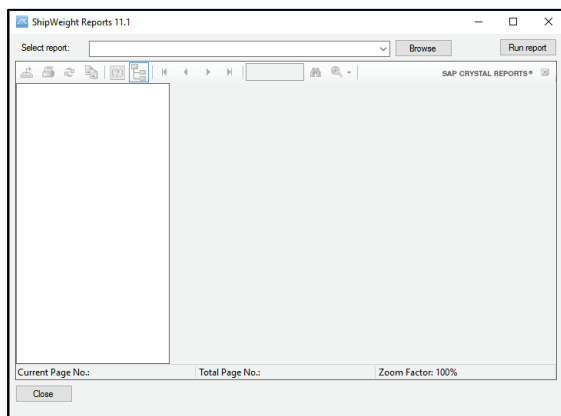 ShipWeight Reports 11.1
Select report:
Browse
Run report
SAP CRYSTAL REPORTS®
Current Page No.:
Total Page No.:
Zoom Factor: 100%
Close